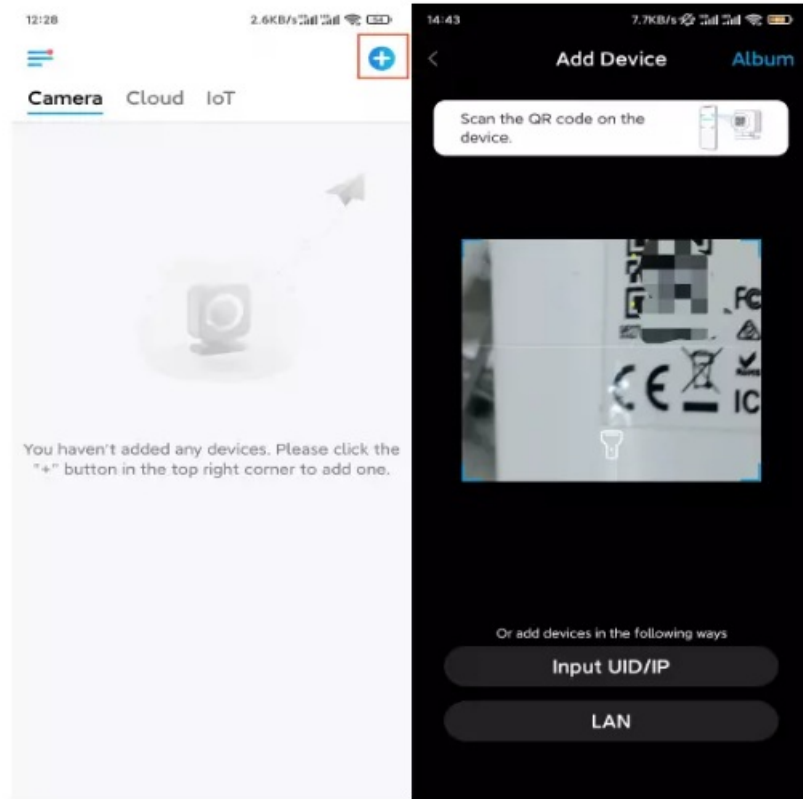 12:28
2.6KB/s
54
Camera
Cloud
IoT
You haven't added any devices. Please click the
"+" button in the top right corner to add one.
14:43
7.7KB/s
Add Device
Album
Scan the QR code on the
device.
FC
CE
IC
Or add devices in the following ways
Input UID/IP
LAN